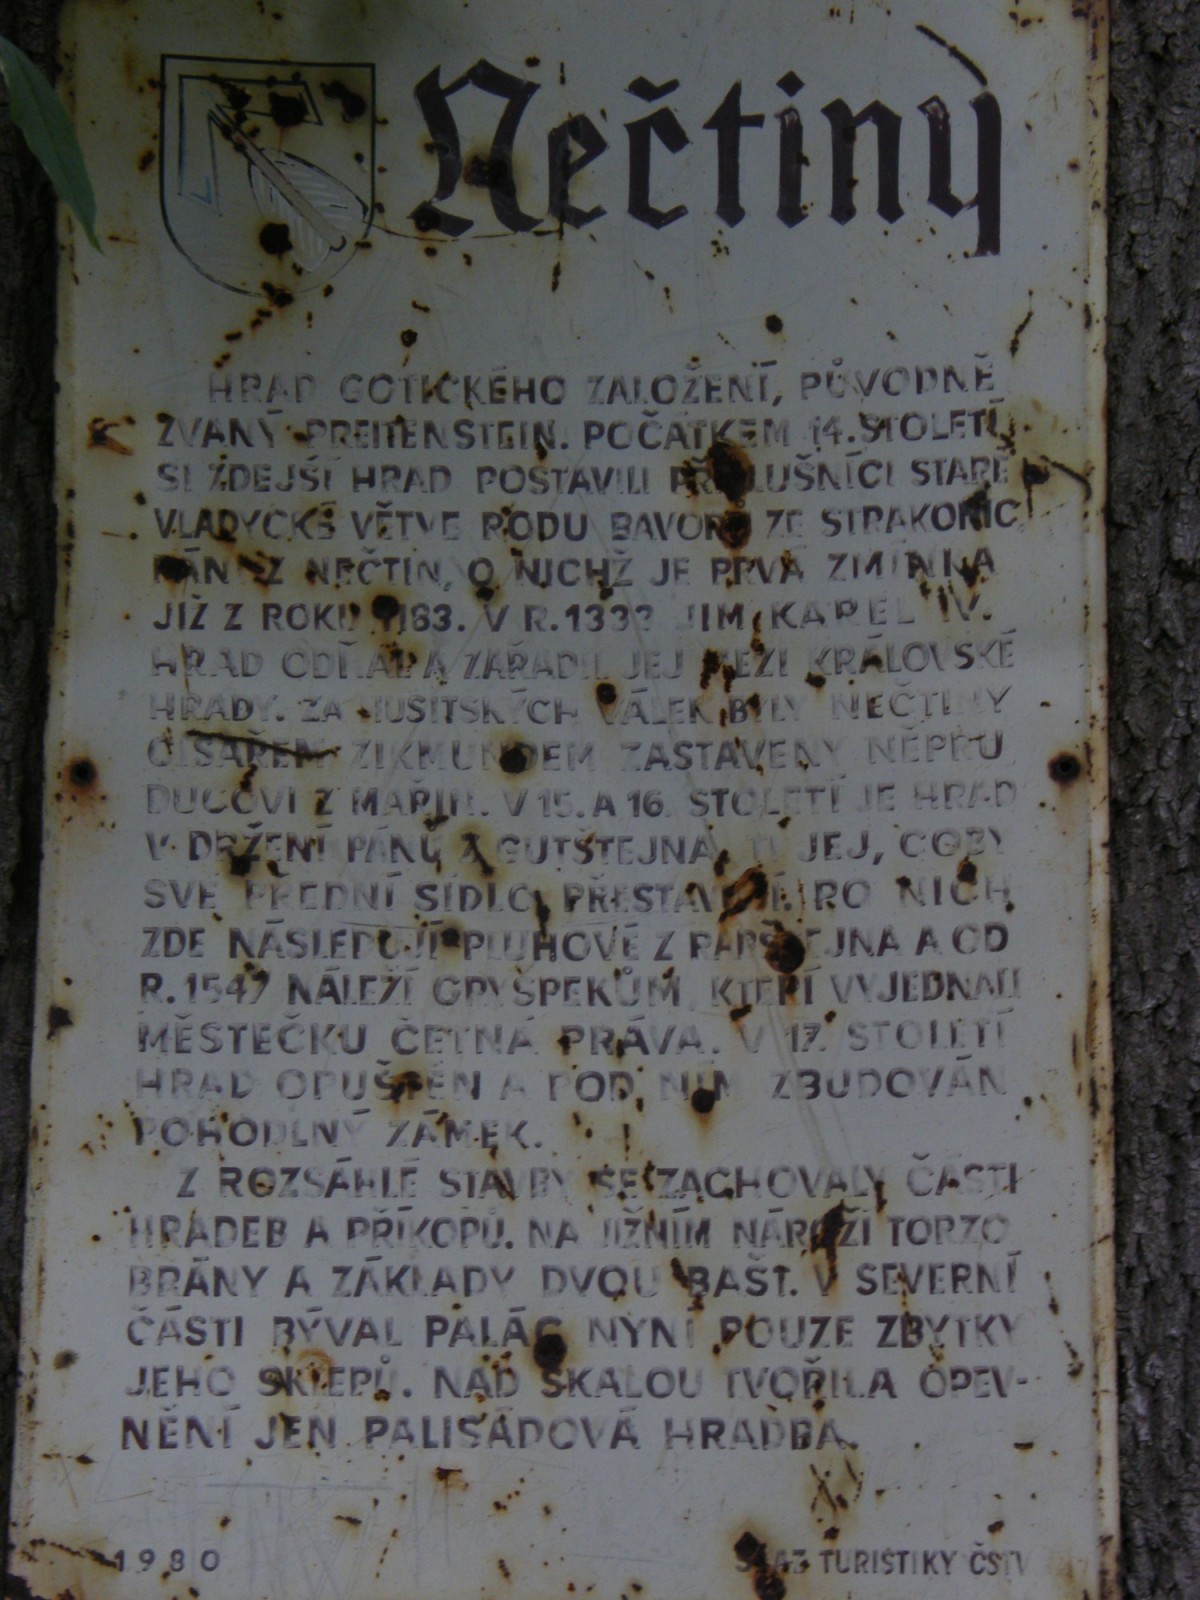 Nečtiny
HRAD GOTICKÉHO ZALOŽENÍ, PŮVODNĚ
ZVANÝ PREITENSTEIN. POČÁTKEM 14. STOLETÍ
SI ZDEJŠÍ HRAD POSTAVILI PŘÍSLUŠNÍCI STARÉ
VLADYCKÉ VĚTVE RODU BAVORŮ ZE STRAKONIC,
PÁNI Z NEČTIN, O NICHŽ JE PRVÁ ZMÍNKA
JIŽ Z ROKU 1183. V R. 1333 JIM KAREL IV.
HRAD ODŇAL A ZAŘADIL JEJ MEZI KRÁLOVSKÉ
HRADY. ZA HUSITSKÝCH VÁLEK BYLY NEČTINY
CÍSAŘEM ZIKMUNDEM ZASTAVENY
Z V 15. A 16. STOLETÍ JE HRAD
V DRŽENÍ PÁNŮ Z GUTŠTEJNA. TI JEJ, COBY
SVÉ PŘEDNÍ SÍDLO, PŘESTAVĚLI. PO NICH
ZDE NÁSLEDUJÍ PLUHOVÉ Z RABŠTEJNA A OD
R. 1547 NÁLEŽÍ GRYŠPEKŮM, KTEŘÍ VYJEDNALI
MĚSTEČKU ČETNÁ PRÁVA. V 17. STOLETÍ
HRAD OPUŠTĚN A POD NÍM ZBUDOVÁN
POHODLNÝ ZÁMEK.
Z ROZSÁHLÉ STAVBY SE ZACHOVALY ČÁSTI
HRADEB A PŘÍKOPŮ. NA JIŽNÍM NÁROŽÍ TORZO
BRÁNY A ZÁKLADY DVOU BAŠT. V SEVERNÍ
ČÁSTI BÝVAL PALÁC NYNÍ POUZE ZBYTKY
JEHO SKLEPŮ. NAD SKALOU TVOŘILA OPEV-
NĚNÍ JEN PALISÁDOVÁ HRADBA.
1980 SVAZ TURISTIKY ČSTV